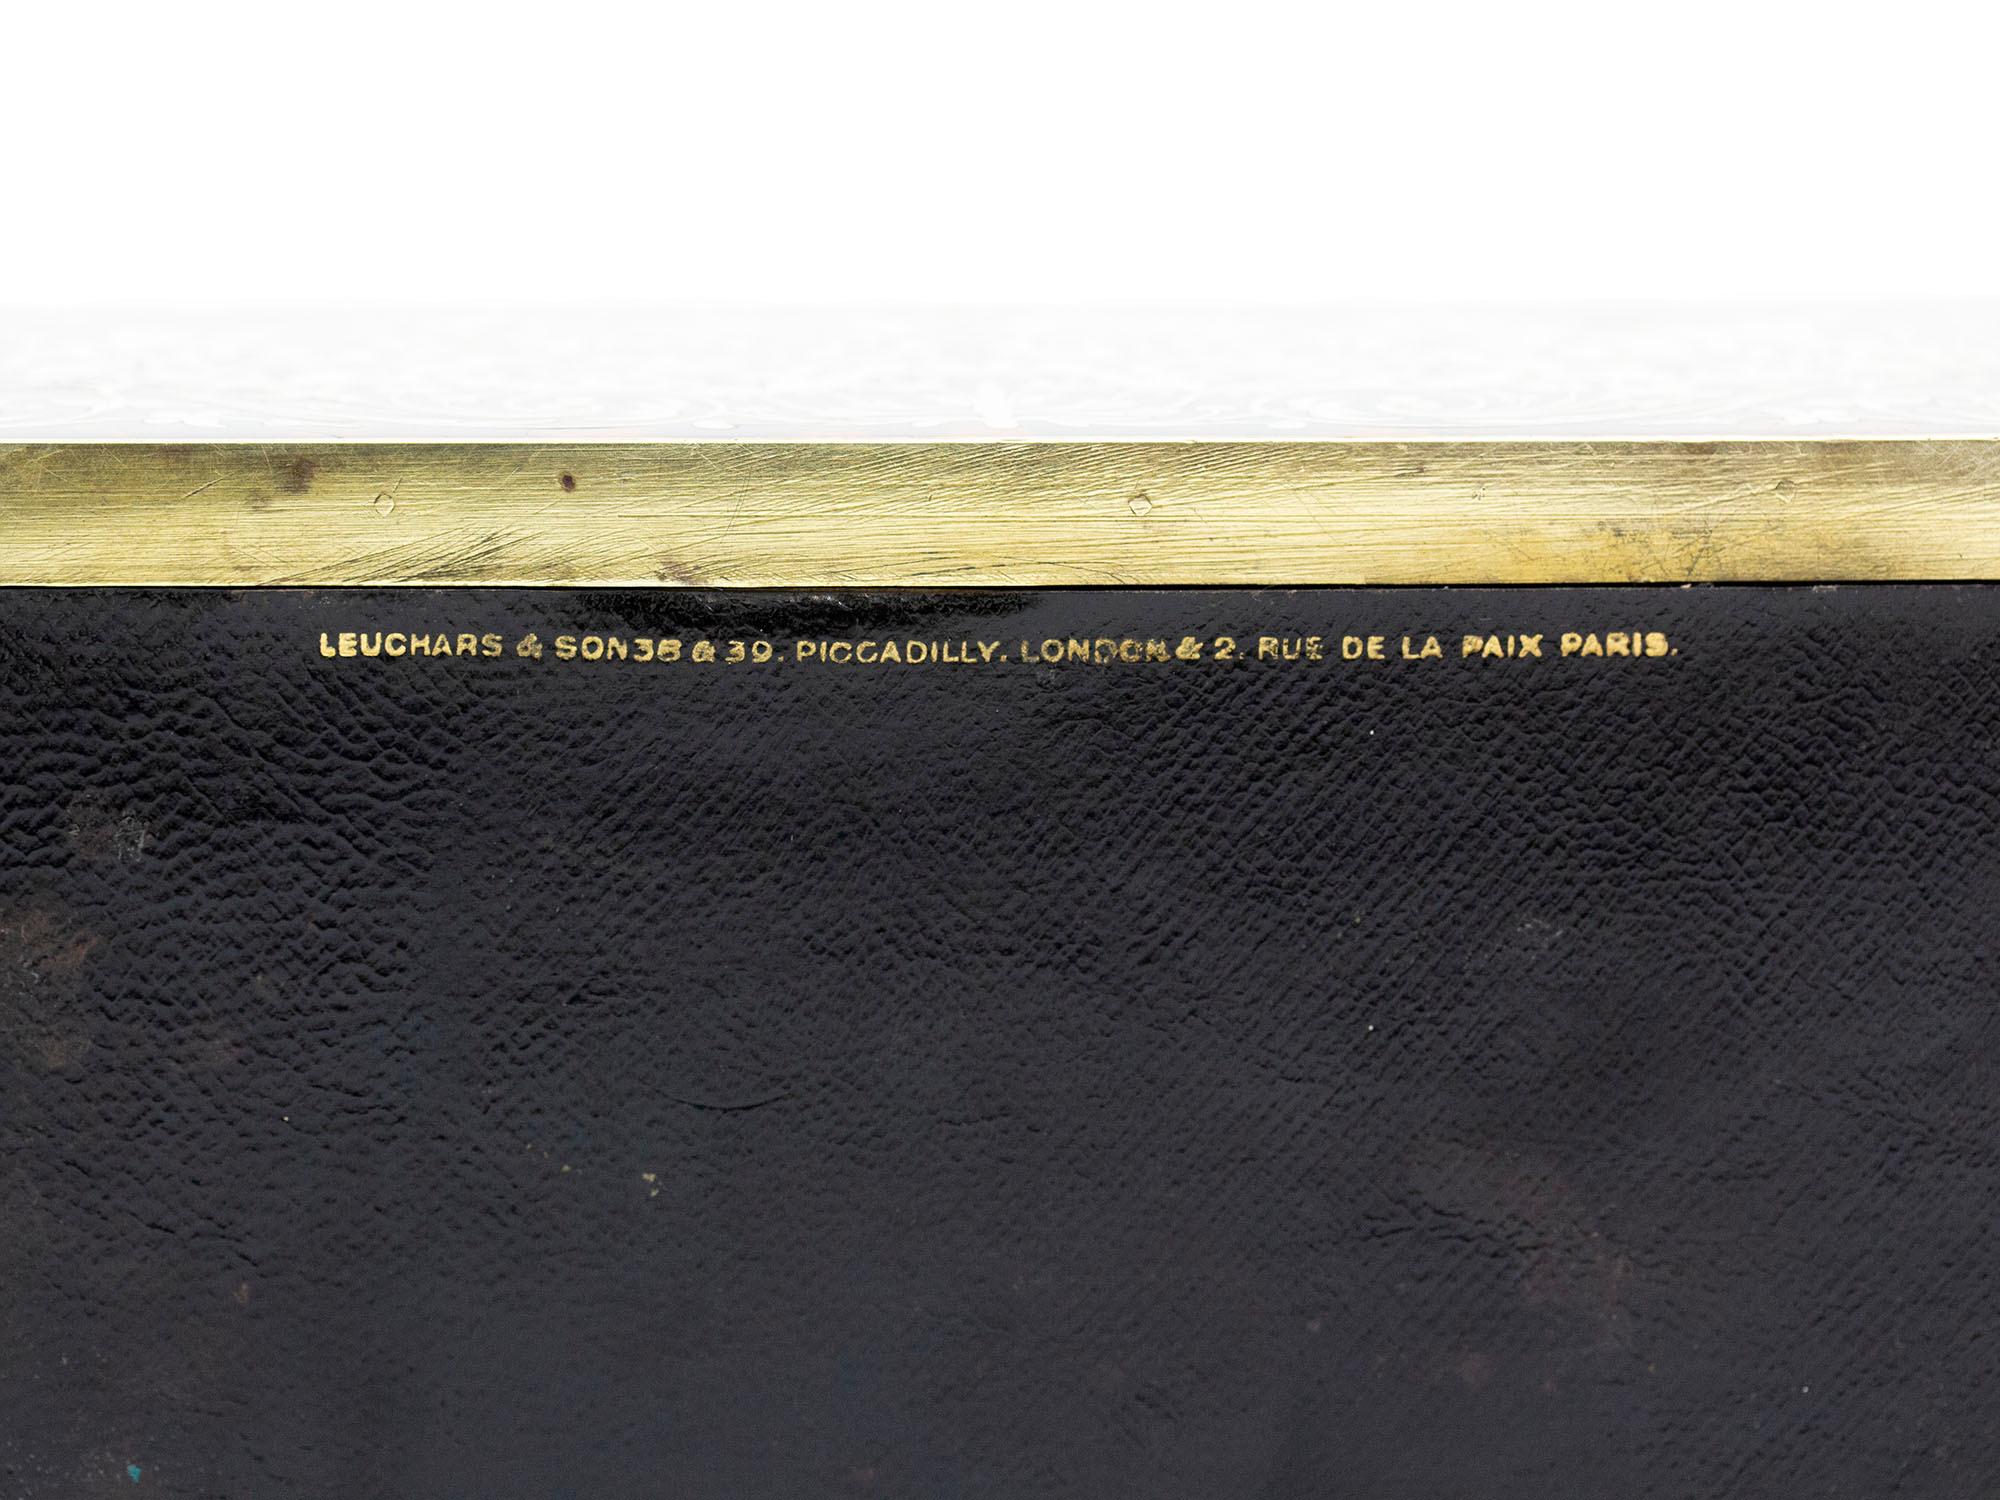 LEUCHARS & SON 38 & 39. PICCADILLY. LONDON & 2. RUE DE LA PAIX PARIS.